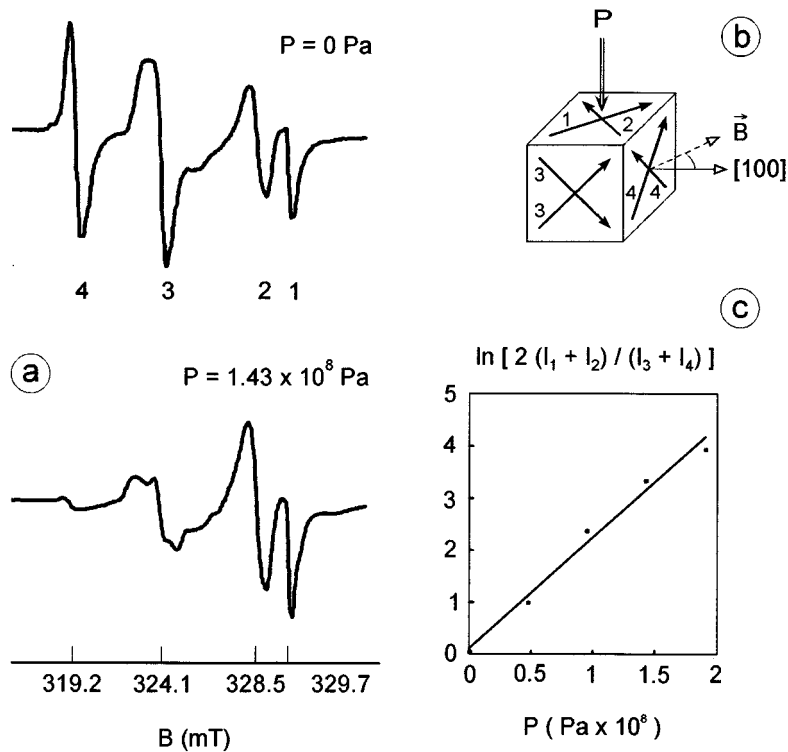 P = 0 Pa
4 3 2 1
a
P = 1.43 x 10⁸ Pa
319.2 324.1 328.5 329.7
B (mT)
b
P
1 2
B⃗
[100]
3
3
4 4
c
ln [ 2 (I₁ + I₂) / (I₃ + I₄) ]
5
4
3
2
1
0
0 0.5 1 1.5 2
P ( Pa x 10⁸ )